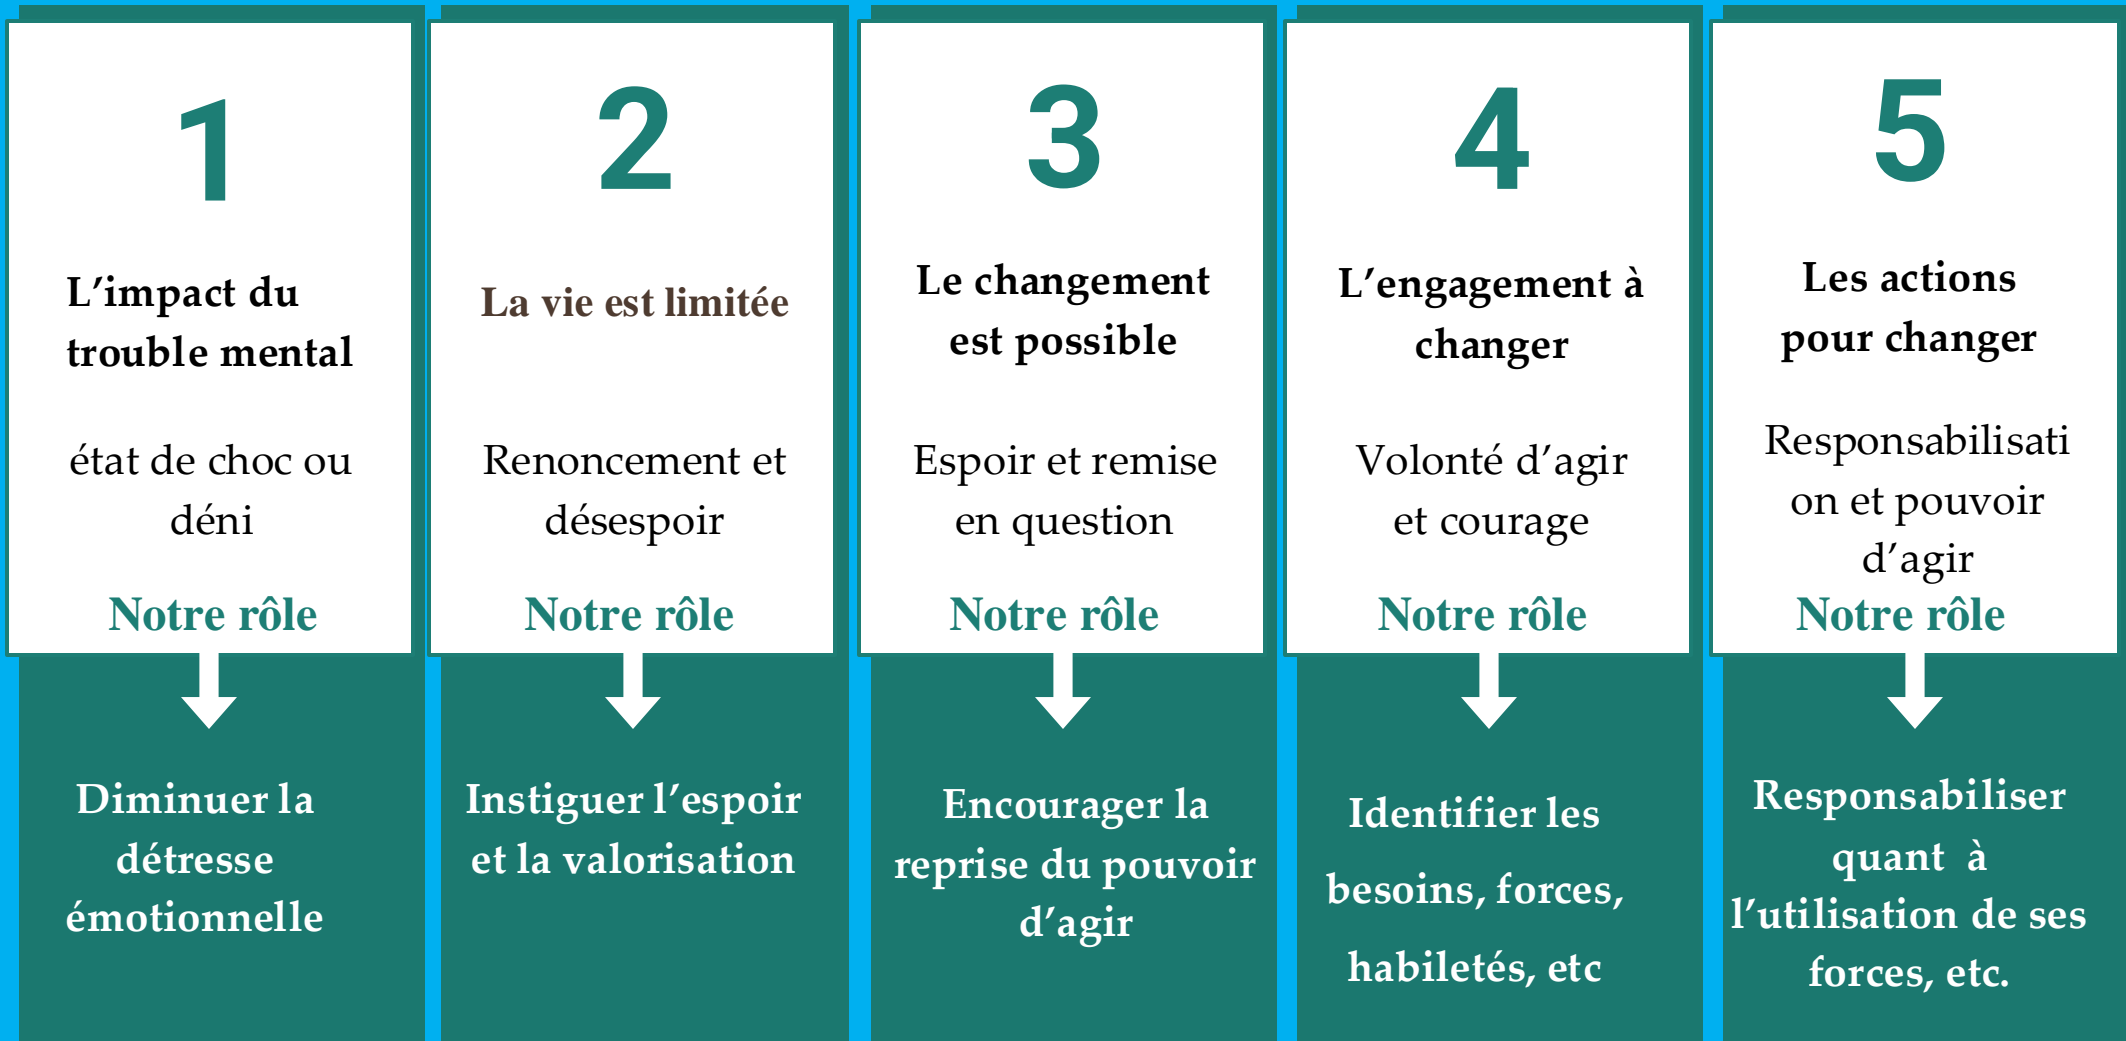 1
L’impact du
trouble mental
état de choc ou
déni
Notre rôle
Diminuer la
détresse
émotionnelle
2
La vie est limitée
Renoncement et
désespoir
Notre rôle
Instiguer l’espoir
et la valorisation
3
Le changement
est possible
Espoir et remise
en question
Notre rôle
Encourager la
reprise du pouvoir
d’agir
4
L’engagement à
changer
Volonté d’agir
et courage
Notre rôle
Identifier les
besoins, forces,
habiletés, etc
5
Les actions
pour changer
Responsabilisati
on et pouvoir
d’agir
Notre rôle
Responsabiliser
quant à
l’utilisation de ses
forces, etc.